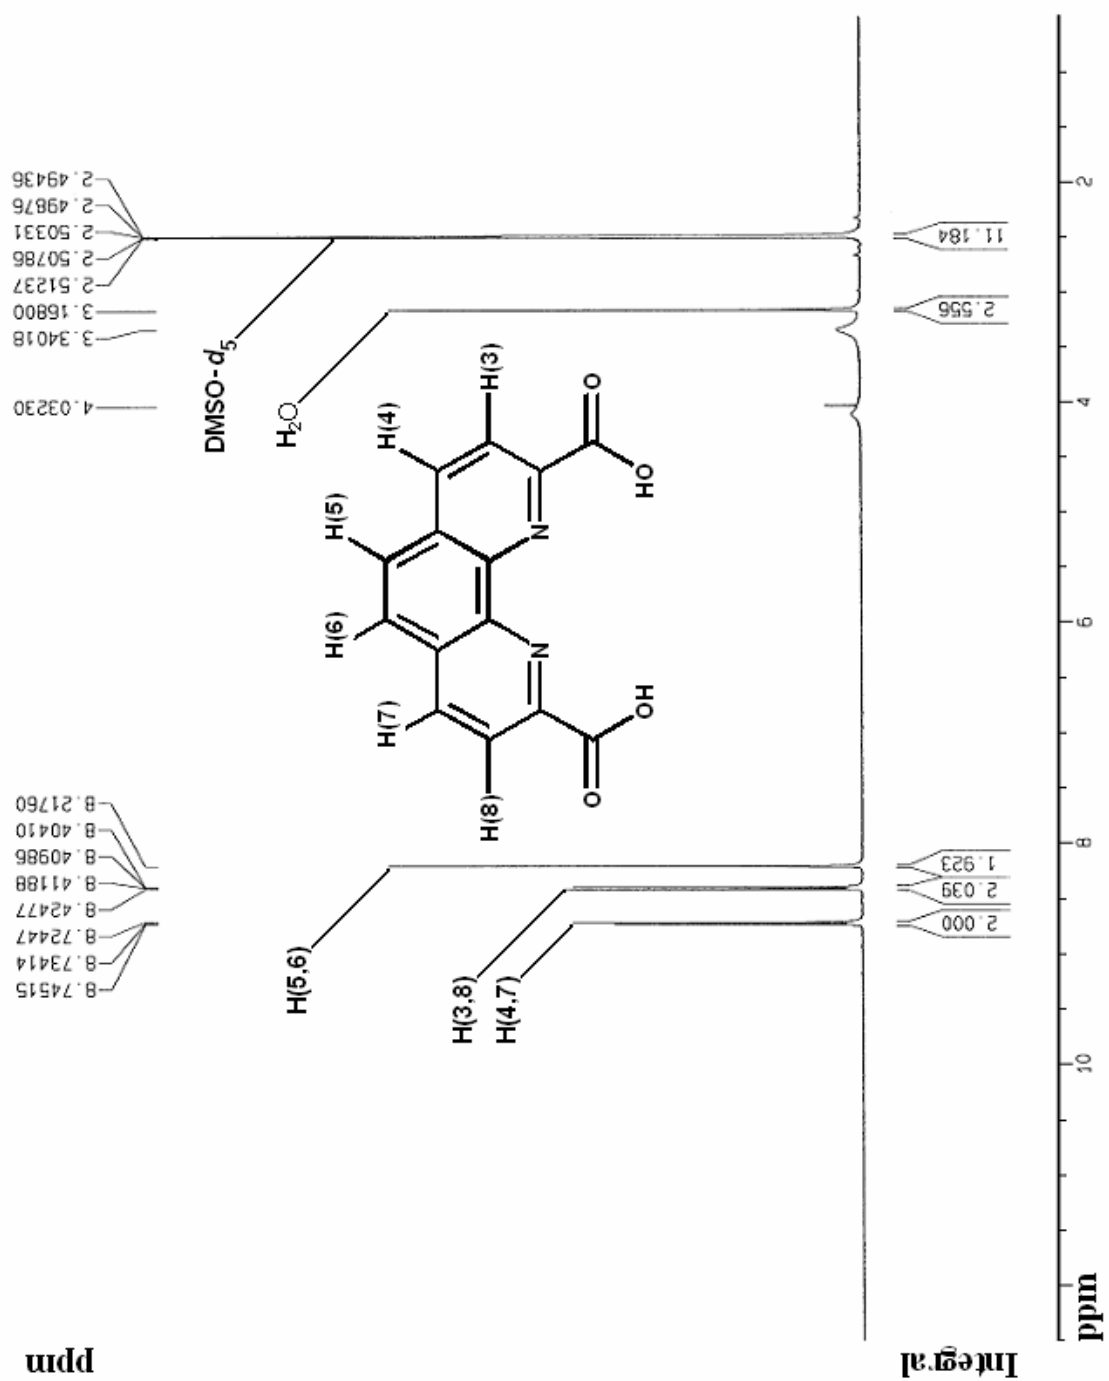 ppm
8.74515
8.73414
8.72447
8.42477
8.41188
8.40986
8.40410
8.21760
4.03230
3.34018
3.16800
2.51237
2.50786
2.50331
2.49876
2.49436
DMSO-d5
H2O
H(5,6)
H(3,8)
H(4,7)
H(6)
H(5)
H(7)
H(4)
H(8)
H(3)
N
N
O
OH
HO
O
Integral
2.000
2.039
1.923
2.556
11.184
ppm
10
8
6
4
2